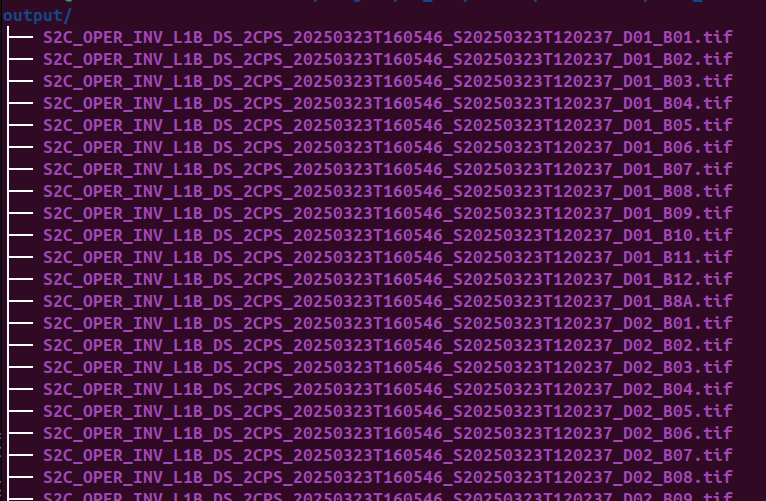 output/
S2C_OPER_INV_L1B_DS_2CPS_20250323T160546_S20250323T120237_D01_B01.tif
S2C_OPER_INV_L1B_DS_2CPS_20250323T160546_S20250323T120237_D01_B02.tif
S2C_OPER_INV_L1B_DS_2CPS_20250323T160546_S20250323T120237_D01_B03.tif
S2C_OPER_INV_L1B_DS_2CPS_20250323T160546_S20250323T120237_D01_B04.tif
S2C_OPER_INV_L1B_DS_2CPS_20250323T160546_S20250323T120237_D01_B05.tif
S2C_OPER_INV_L1B_DS_2CPS_20250323T160546_S20250323T120237_D01_B06.tif
S2C_OPER_INV_L1B_DS_2CPS_20250323T160546_S20250323T120237_D01_B07.tif
S2C_OPER_INV_L1B_DS_2CPS_20250323T160546_S20250323T120237_D01_B08.tif
S2C_OPER_INV_L1B_DS_2CPS_20250323T160546_S20250323T120237_D01_B09.tif
S2C_OPER_INV_L1B_DS_2CPS_20250323T160546_S20250323T120237_D01_B10.tif
S2C_OPER_INV_L1B_DS_2CPS_20250323T160546_S20250323T120237_D01_B11.tif
S2C_OPER_INV_L1B_DS_2CPS_20250323T160546_S20250323T120237_D01_B12.tif
S2C_OPER_INV_L1B_DS_2CPS_20250323T160546_S20250323T120237_D01_B8A.tif
S2C_OPER_INV_L1B_DS_2CPS_20250323T160546_S20250323T120237_D02_B01.tif
S2C_OPER_INV_L1B_DS_2CPS_20250323T160546_S20250323T120237_D02_B02.tif
S2C_OPER_INV_L1B_DS_2CPS_20250323T160546_S20250323T120237_D02_B03.tif
S2C_OPER_INV_L1B_DS_2CPS_20250323T160546_S20250323T120237_D02_B04.tif
S2C_OPER_INV_L1B_DS_2CPS_20250323T160546_S20250323T120237_D02_B05.tif
S2C_OPER_INV_L1B_DS_2CPS_20250323T160546_S20250323T120237_D02_B06.tif
S2C_OPER_INV_L1B_DS_2CPS_20250323T160546_S20250323T120237_D02_B07.tif
S2C_OPER_INV_L1B_DS_2CPS_20250323T160546_S20250323T120237_D02_B08.tif